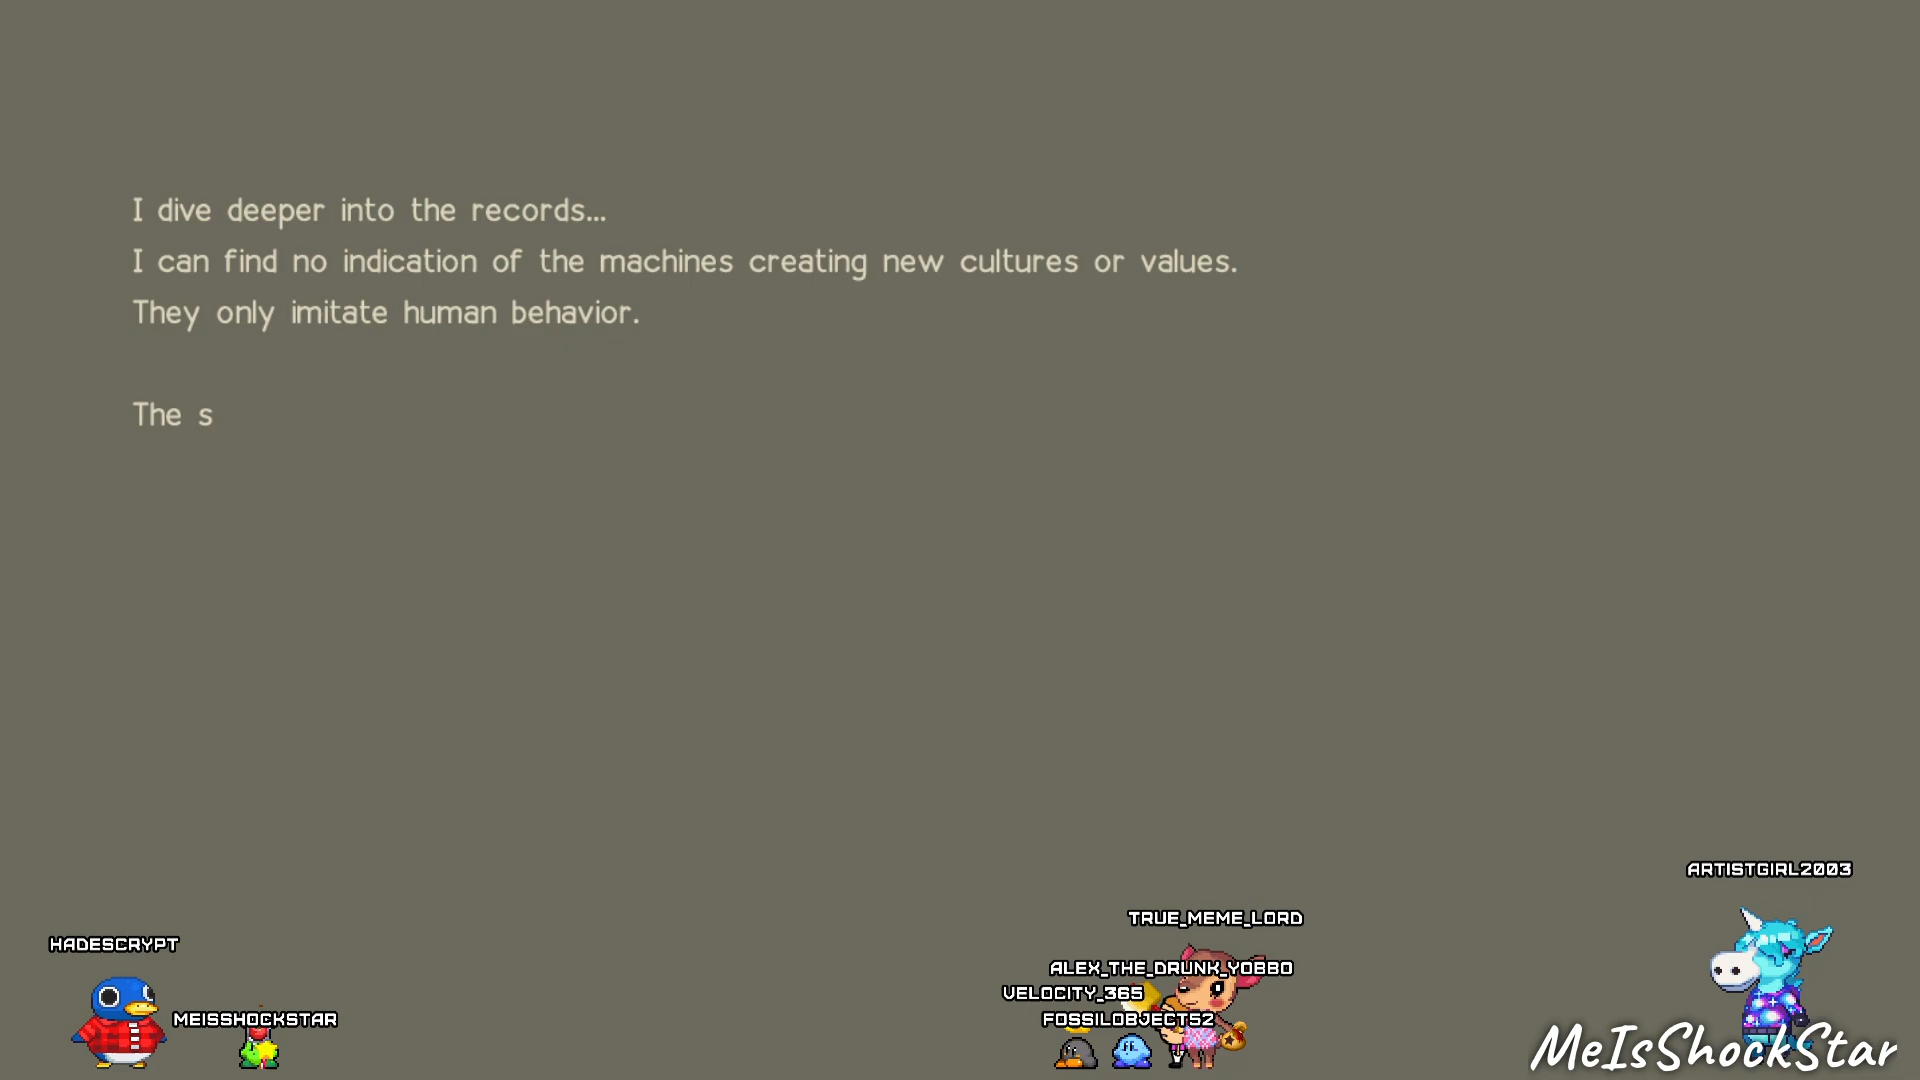 I dive deeper into the records...
I can find no indication of the machines creating new cultures or values.
They only imitate human behavior.
The s
ARTISTGIRL2003
TRUE_MEME_LORD
HADESCRYPT
ALEX_THE_DRUNK_YOBBO
VELOCITY_365
MEISSHOCKSTAR
FOSSILOBJECT52
MeIsShockStar